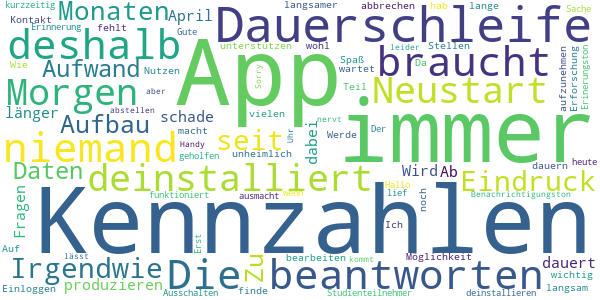 kurzzeitig Monaten April langsamer abbrechen hab lange Sache
Kontakt Erinnerung fehlt Gute Dauerschleife
deshalb App unterstützen wohl Spaß leider Stellen
Wie Aufwand Nutzen Sorry wartet braucht Da aufzunehmen Erforschung Erinerungston
Morgen aber Teil Neustart
länger abstellen vielen nervt Der
Aufbau schade Uhr dabei Werde immer
niemand macht Handy seit
geholfen unheimlich Wird Ab dauern heute
Daten deinstalliert Hallo Eindruck
Fragen funktioniert ausmacht weist lief noch Benachrichtigungston
Kennzahlen Ich
Auf lässt Erst Zu bearbeiten kommt Möglichkeit dauert wichtig
Irgendwie Die beantworten
Einloggen produzieren Ausschalten finde Studienteilnehmer deinstallieren langsam